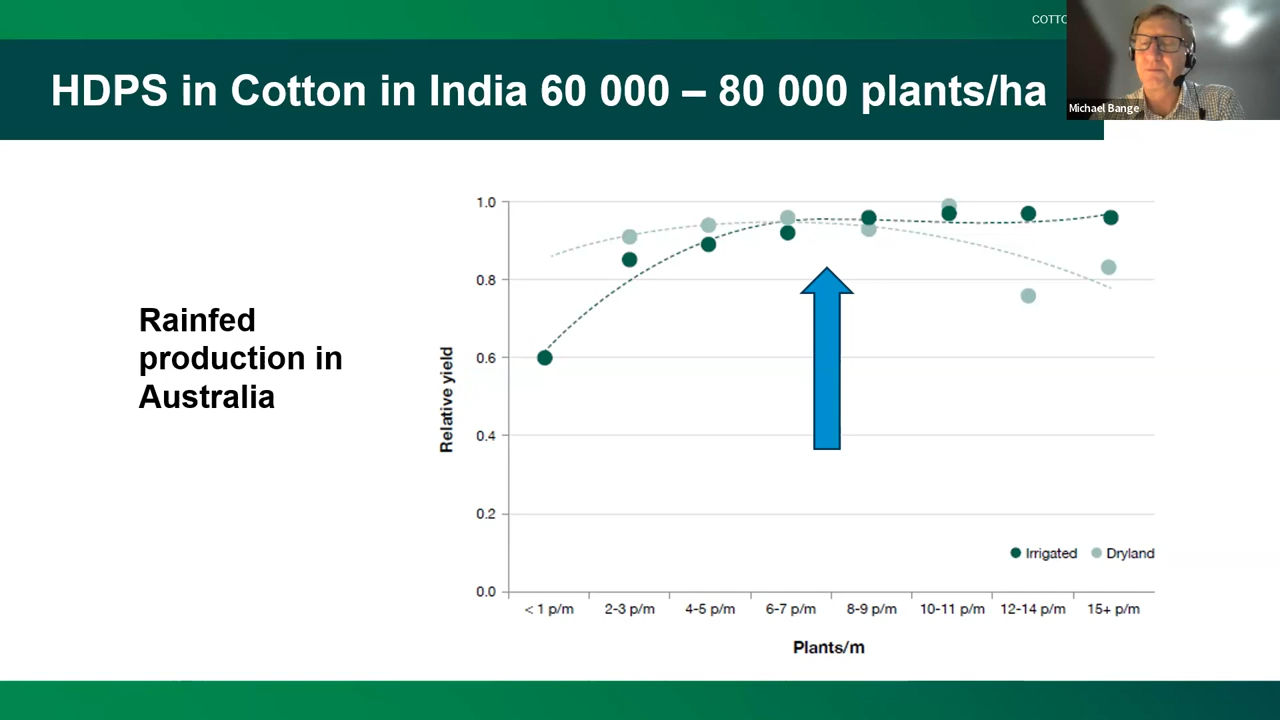 COTTO
HDPS in Cotton in India 60 000 – 80 000 plants/ha
Michael Bange
Rainfed
production in
Australia
Relative yield
1.0
0.8
0.6
0.4
0.2
0.0
Irrigated
Dryland
< 1 p/m
2-3 p/m
4-5 p/m
6-7 p/m
8-9 p/m
10-11 p/m
12-14 p/m
15+ p/m
Plants/m